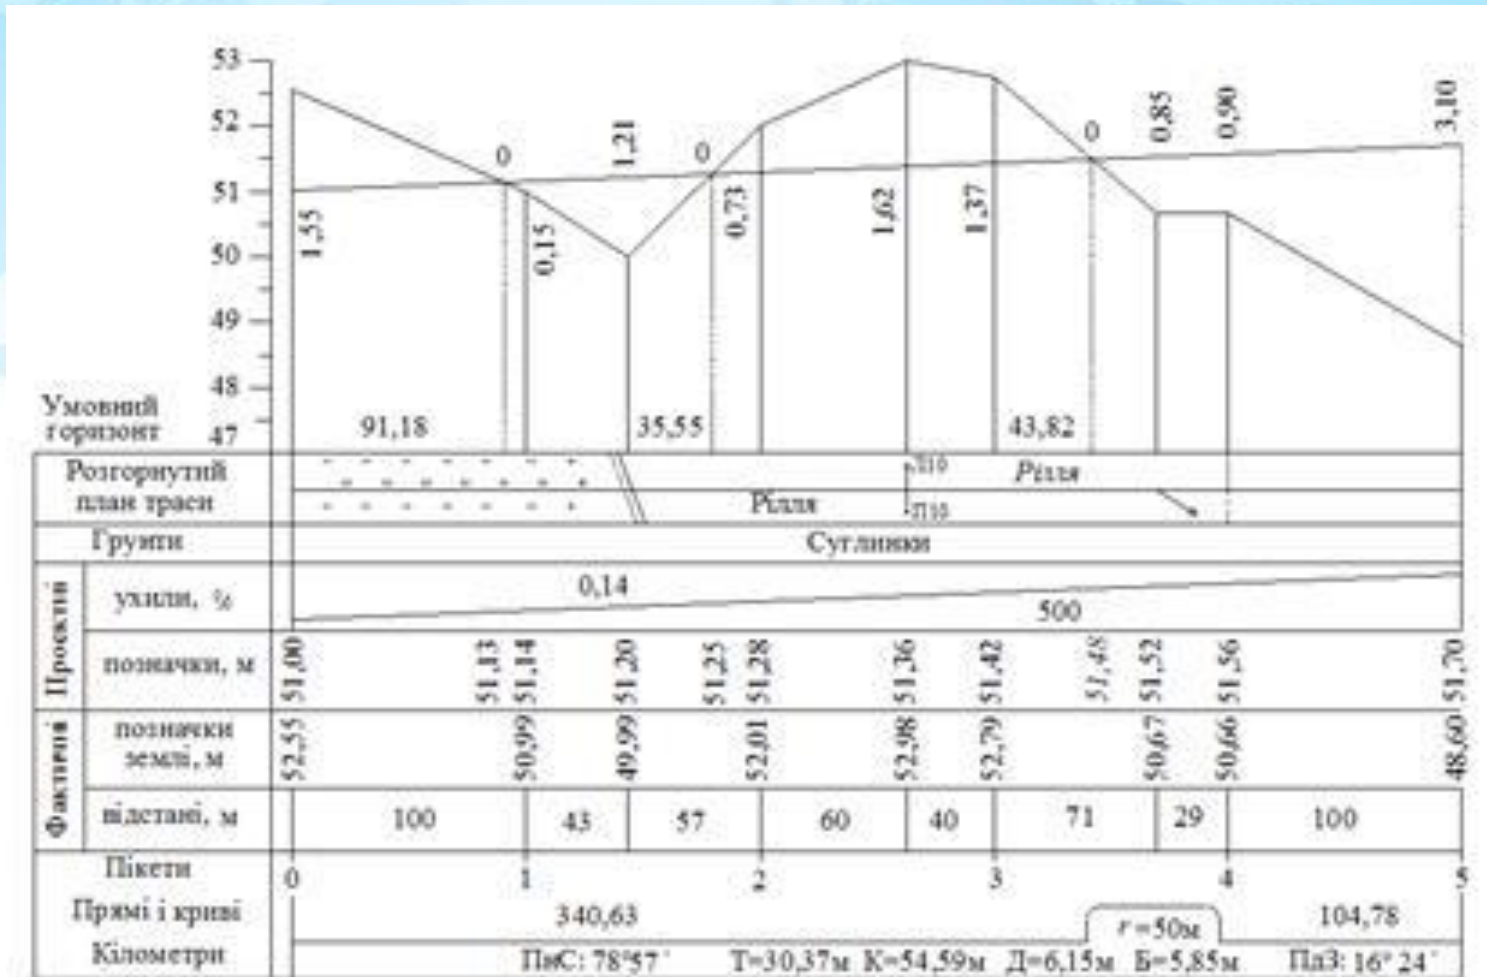 53
52
51
50
49
48
47
0
1,21
0
0
0,85
0,90
3,10
1,55
0,15
0,73
1,62
1,37
Умовний
горизонт
91,18
35,55
43,82
Розгорнутий
план траси
Рілля
Рілля
П10
Грунти
Суглинки
Проектні
ухили, %
0,14
500
позначки, м
51,00 51,13 51,14 51,20 51,25 51,28 51,36 51,42 51,48 51,52 51,56 51,70
Фактичні
позначки
землі, м
52,55 50,99 49,99 52,01 52,98 52,79 50,67 50,66 48,60
відстані, м
100 43 57 60 40 71 29 100
Пікети
0 1 2 3 4 5
Прямі і криві
340,63
r=50м
104,78
Кілометри
ПнС: 78°57' Т=30,37м К=54,59м Д=6,15м Б=5,85м ПдЗ: 16° 24'